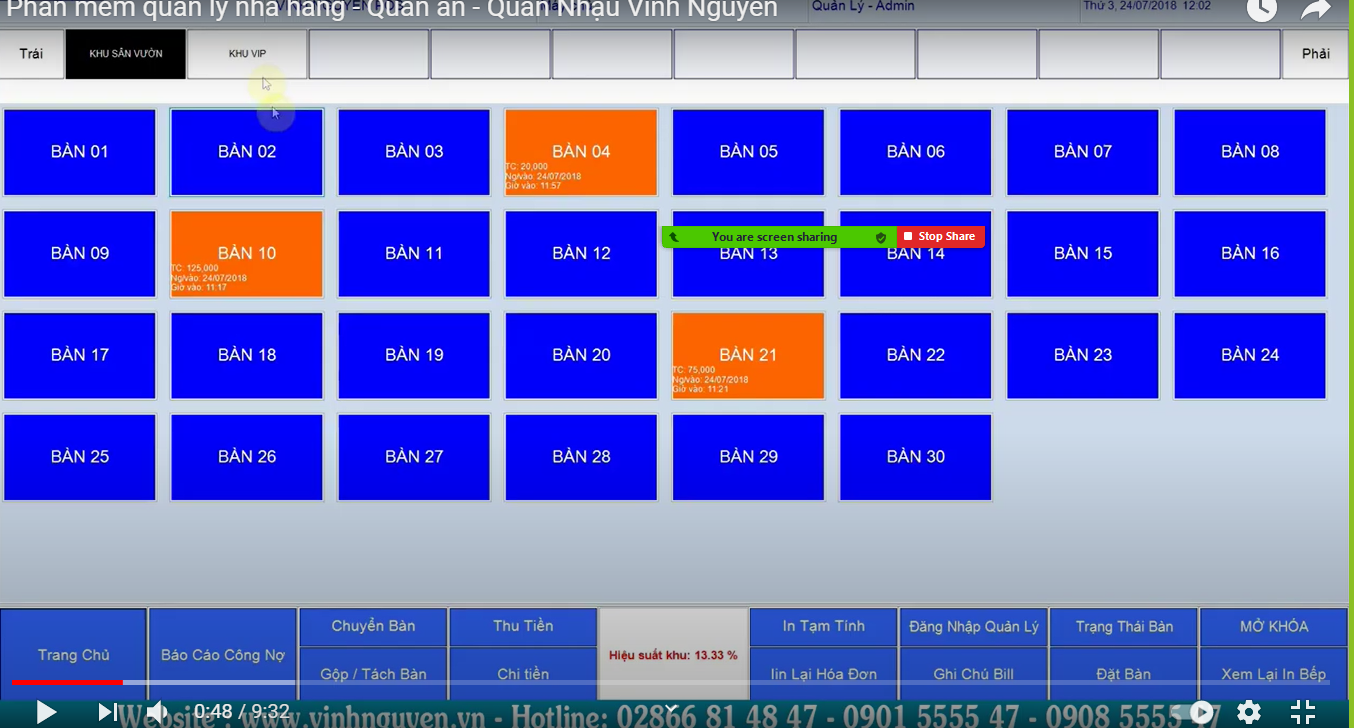 Phần mềm quản lý nhà hàng - Quán ăn - Quán Nhậu Vinh Nguyễn
Quản Lý - Admin
Thứ 3, 24/07/2018 12:02
Trái
KHU SÂN VƯỜN
KHU VIP
Phải
BÀN 01
BÀN 02
BÀN 03
BÀN 04
TC: 20,000
Ng/vào: 24/07/2018
Giờ vào: 11:57
BÀN 05
BÀN 06
BÀN 07
BÀN 08
BÀN 09
BÀN 10
TC: 125,000
Ng/vào: 24/07/2018
Giờ vào: 11:17
BÀN 11
BÀN 12
You are screen sharing
Stop Share
BÀN 13
BÀN 14
BÀN 15
BÀN 16
BÀN 17
BÀN 18
BÀN 19
BÀN 20
BÀN 21
TC: 75,000
Ng/vào: 24/07/2018
Giờ vào: 11:21
BÀN 22
BÀN 23
BÀN 24
BÀN 25
BÀN 26
BÀN 27
BÀN 28
BÀN 29
BÀN 30
Trang Chủ
Báo Cáo Công Nợ
Chuyển Bàn
Gộp / Tách Bàn
Thu Tiền
Chi tiền
Hiệu suất khu: 13.33 %
In Tạm Tính
Iin Lại Hóa Đơn
Đăng Nhập Quản Lý
Ghi Chú Bill
Trạng Thái Bàn
Đặt Bàn
MỞ KHÓA
Xem Lại In Bếp
0:48 / 9:32
Website : www.vinhnguyen.vn - Hotline: 02866 81 48 47 - 0901 5555 47 - 0908 5555 47